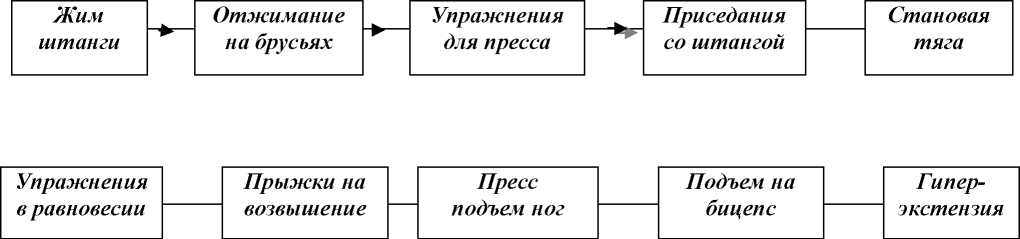 Жим
штанги
Отжимание
на брусьях
Упражнения
для пресса
Приседания
со штангой
Становая
тяга
Упражнения
в равновесии
Прыжки на
возвышение
Пресс
подъем ног
Подъем на
бицепс
Гипер-
экстензия